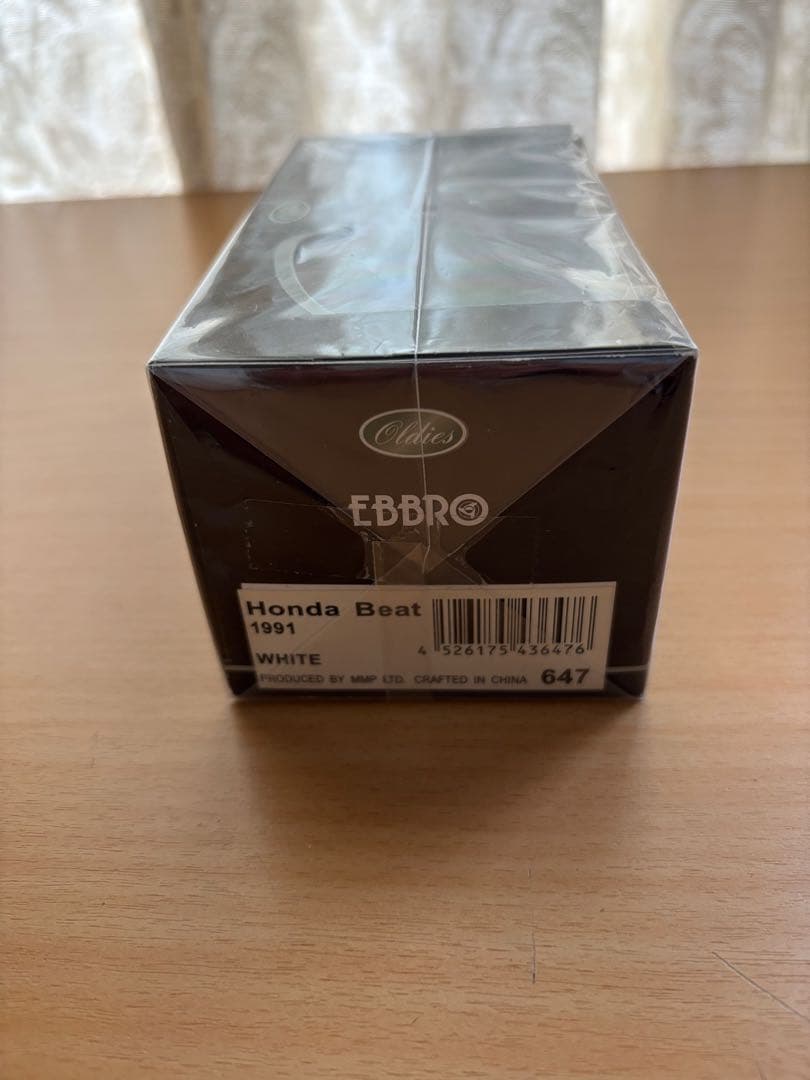 Oldies
EBBRO
Honda Beat
1991
WHITE
4 526175 436476
PRODUCED BY MMP LTD. CRAFTED IN CHINA 647